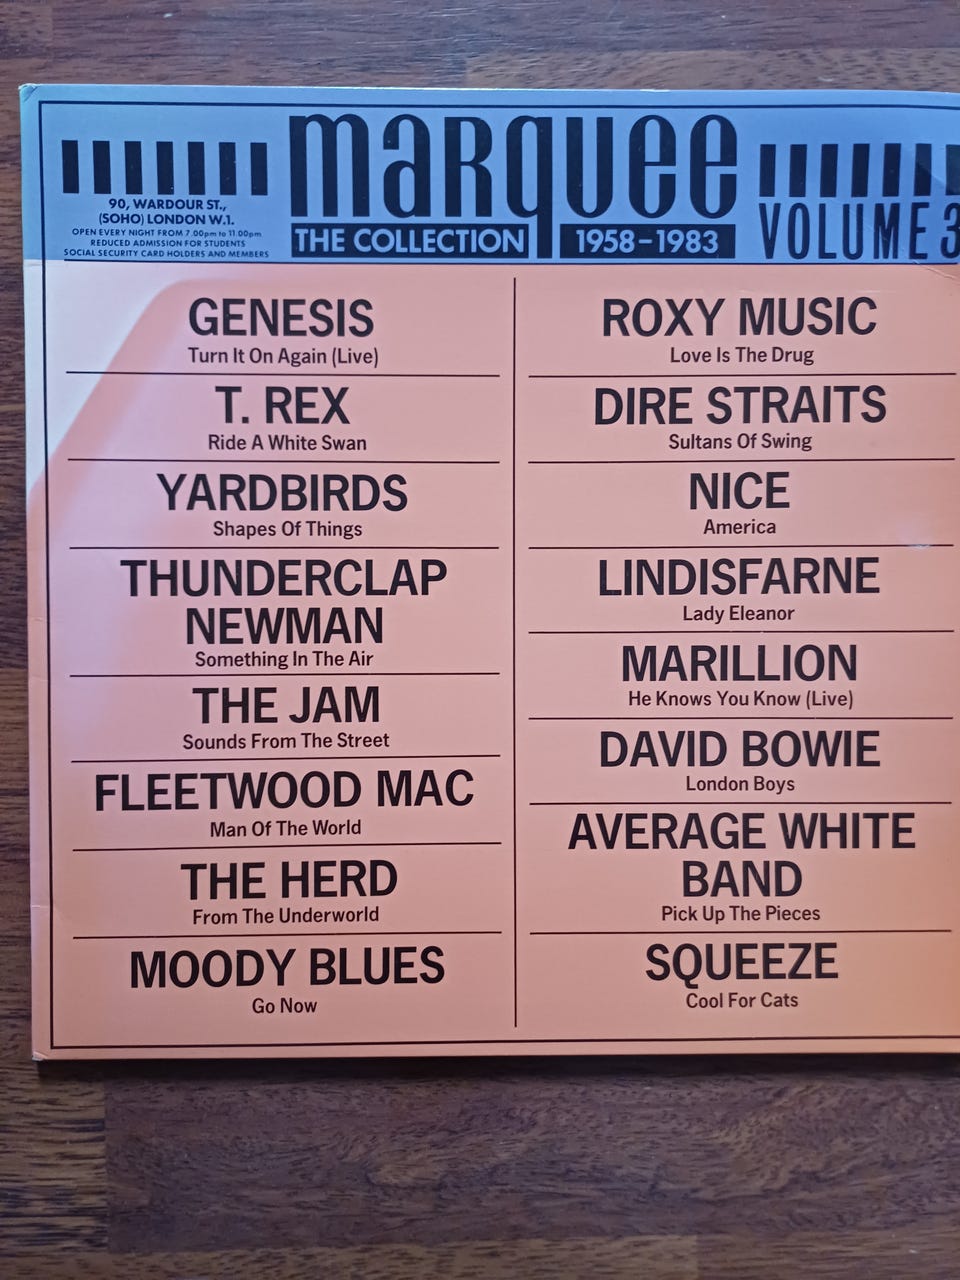 marquee
THE COLLECTION 1958-1983
VOLUME 3
90, WARDOUR ST.,
(SOHO) LONDON W.1.
OPEN EVERY NIGHT FROM 7.00pm to 11.00pm
REDUCED ADMISSION FOR STUDENTS
SOCIAL SECURITY CARD HOLDERS AND MEMBERS
GENESIS
Turn It On Again (Live)
T. REX
Ride A White Swan
YARDBIRDS
Shapes Of Things
THUNDERCLAP
NEWMAN
Something In The Air
THE JAM
Sounds From The Street
FLEETWOOD MAC
Man Of The World
THE HERD
From The Underworld
MOODY BLUES
Go Now
ROXY MUSIC
Love Is The Drug
DIRE STRAITS
Sultans Of Swing
NICE
America
LINDISFARNE
Lady Eleanor
MARILLION
He Knows You Know (Live)
DAVID BOWIE
London Boys
AVERAGE WHITE
BAND
Pick Up The Pieces
SQUEEZE
Cool For Cats